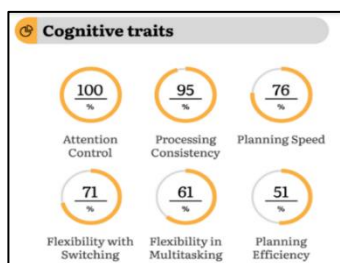 Cognitive traits
100 95 76
% % %
Attention Processing Planning Speed
Control Consistency
71 61 51
% % %
Flexibility with Flexibility in Planning
Switching Multitasking Efficiency